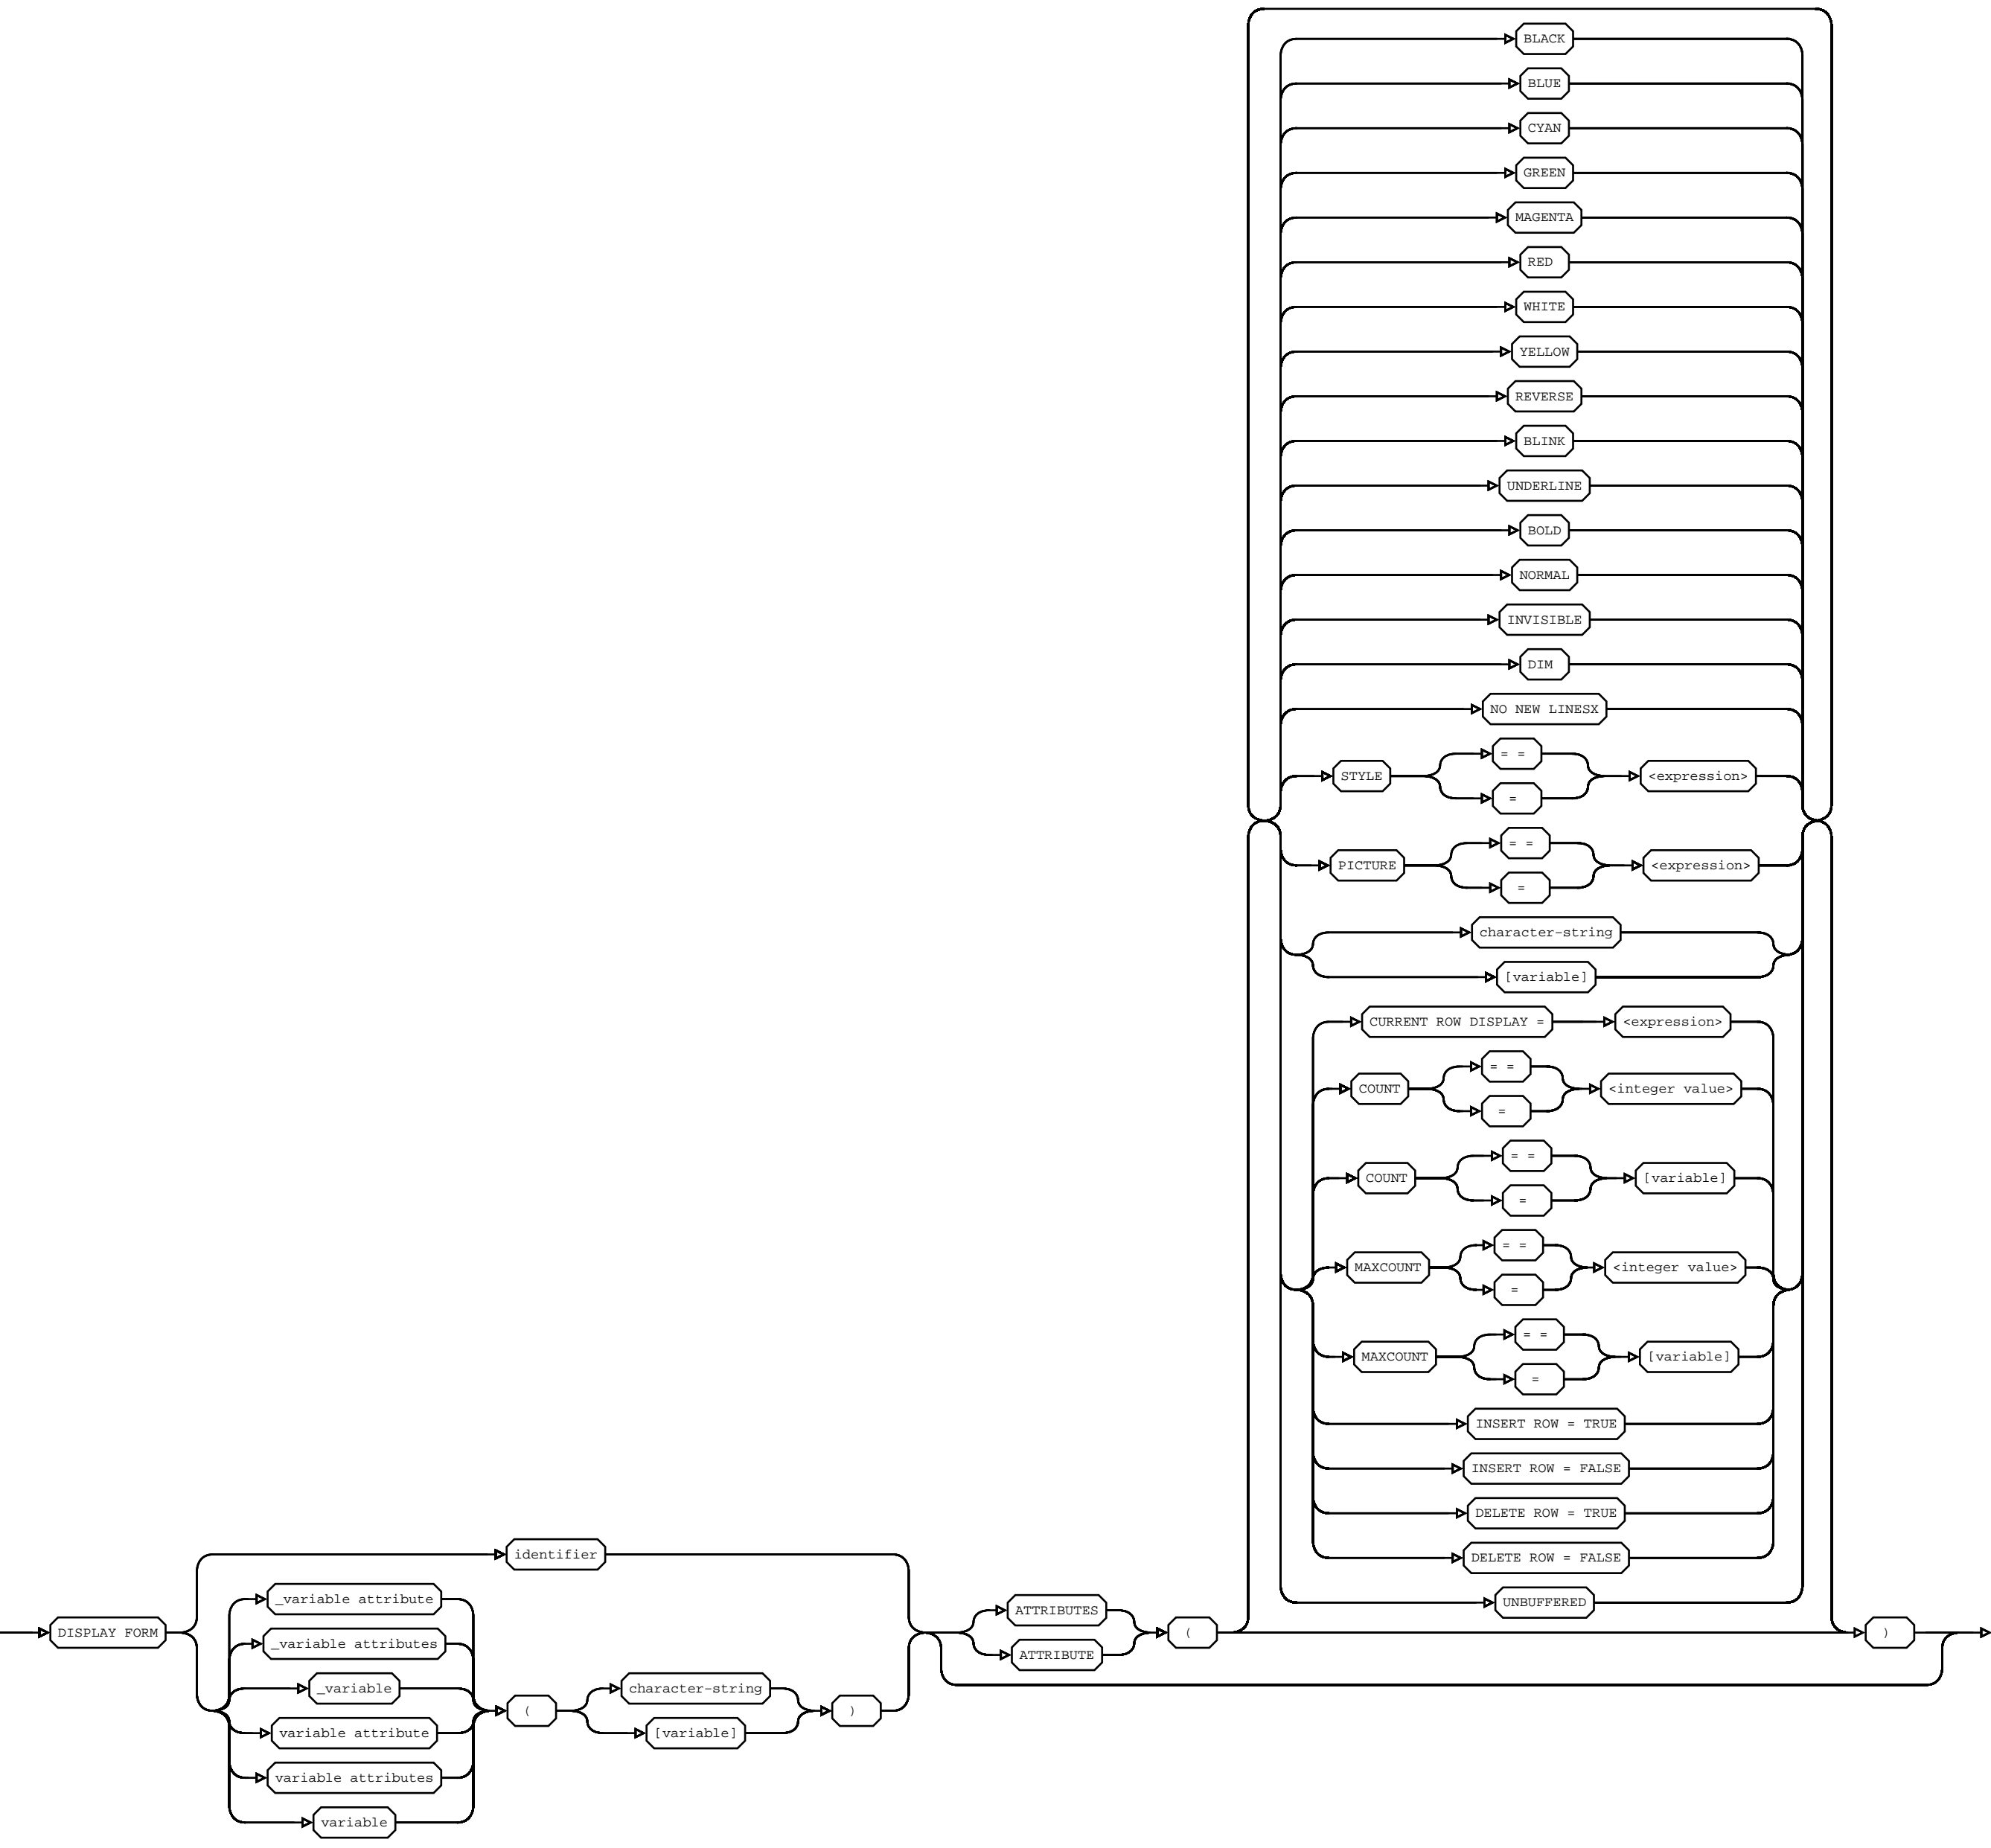 BLACK
BLUE
CYAN
GREEN
MAGENTA
RED
WHITE
YELLOW
REVERSE
BLINK
UNDERLINE
BOLD
NORMAL
INVISIBLE
DIM
NO NEW LINESX
= =
STYLE <expression>
=
= =
PICTURE <expression>
=
character-string
[variable]
CURRENT ROW DISPLAY = <expression>
= =
COUNT <integer value>
=
= =
COUNT [variable]
=
= =
MAXCOUNT <integer value>
=
= =
MAXCOUNT [variable]
=
INSERT ROW = TRUE
INSERT ROW = FALSE
DELETE ROW = TRUE
identifier
DELETE ROW = FALSE
_variable attribute
UNBUFFERED
ATTRIBUTES
DISPLAY FORM ( )
_variable attributes
ATTRIBUTE
_variable
character-string
( )
variable attribute
[variable]
variable attributes
variable